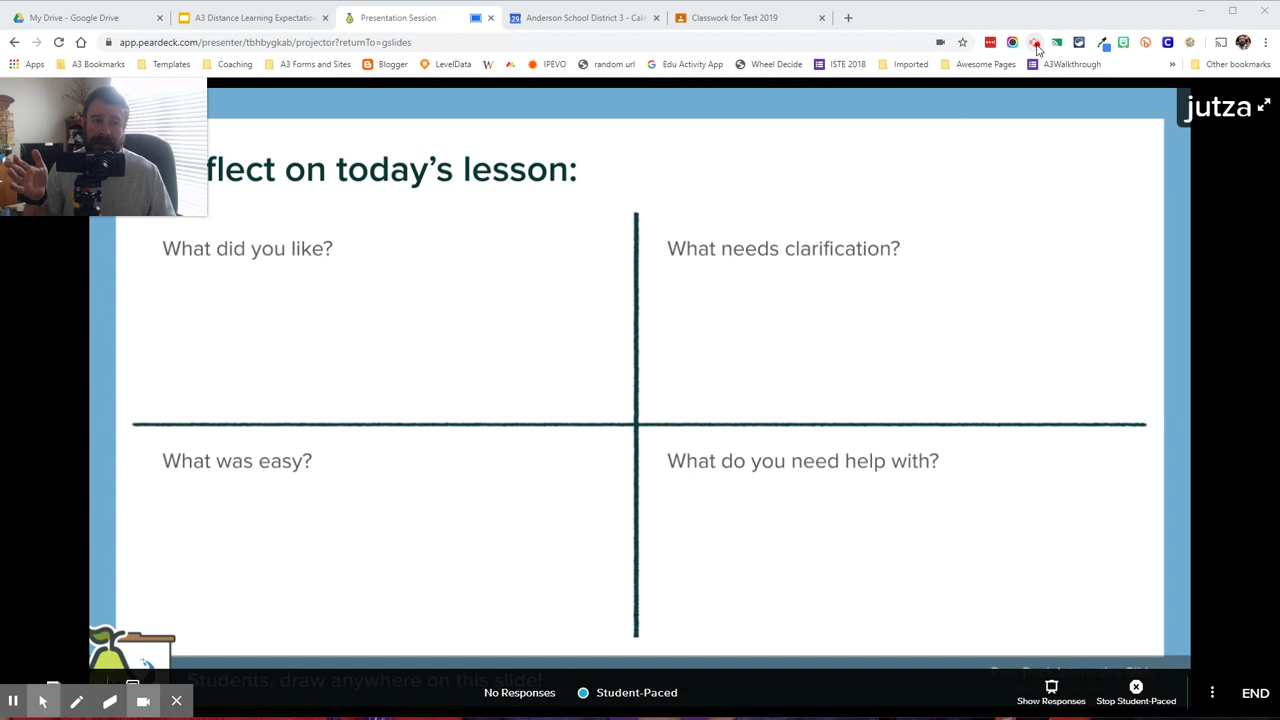 My Drive - Google Drive
A3 Distance Learning Expectation
Presentation Session
Anderson School District 3 - Cale
Classwork for Test 2019
app.peardeck.com/presenter/tbhbygkab/projector?returnTo=gslides
Apps
A3 Bookmarks
Templates
Coaching
A3 Forms and Sites
Blogger
LevelData
IPEVO
random url
Edu Activity App
Wheel Decide
ISTE 2018
Imported
Awesome Pages
A3Walkthrough
Other bookmarks
jutza
flect on today's lesson:
What did you like?
What needs clarification?
What was easy?
What do you need help with?
Students, draw anywhere on this slide!
No Responses
Student-Paced
Show Responses
Stop Student-Paced
END